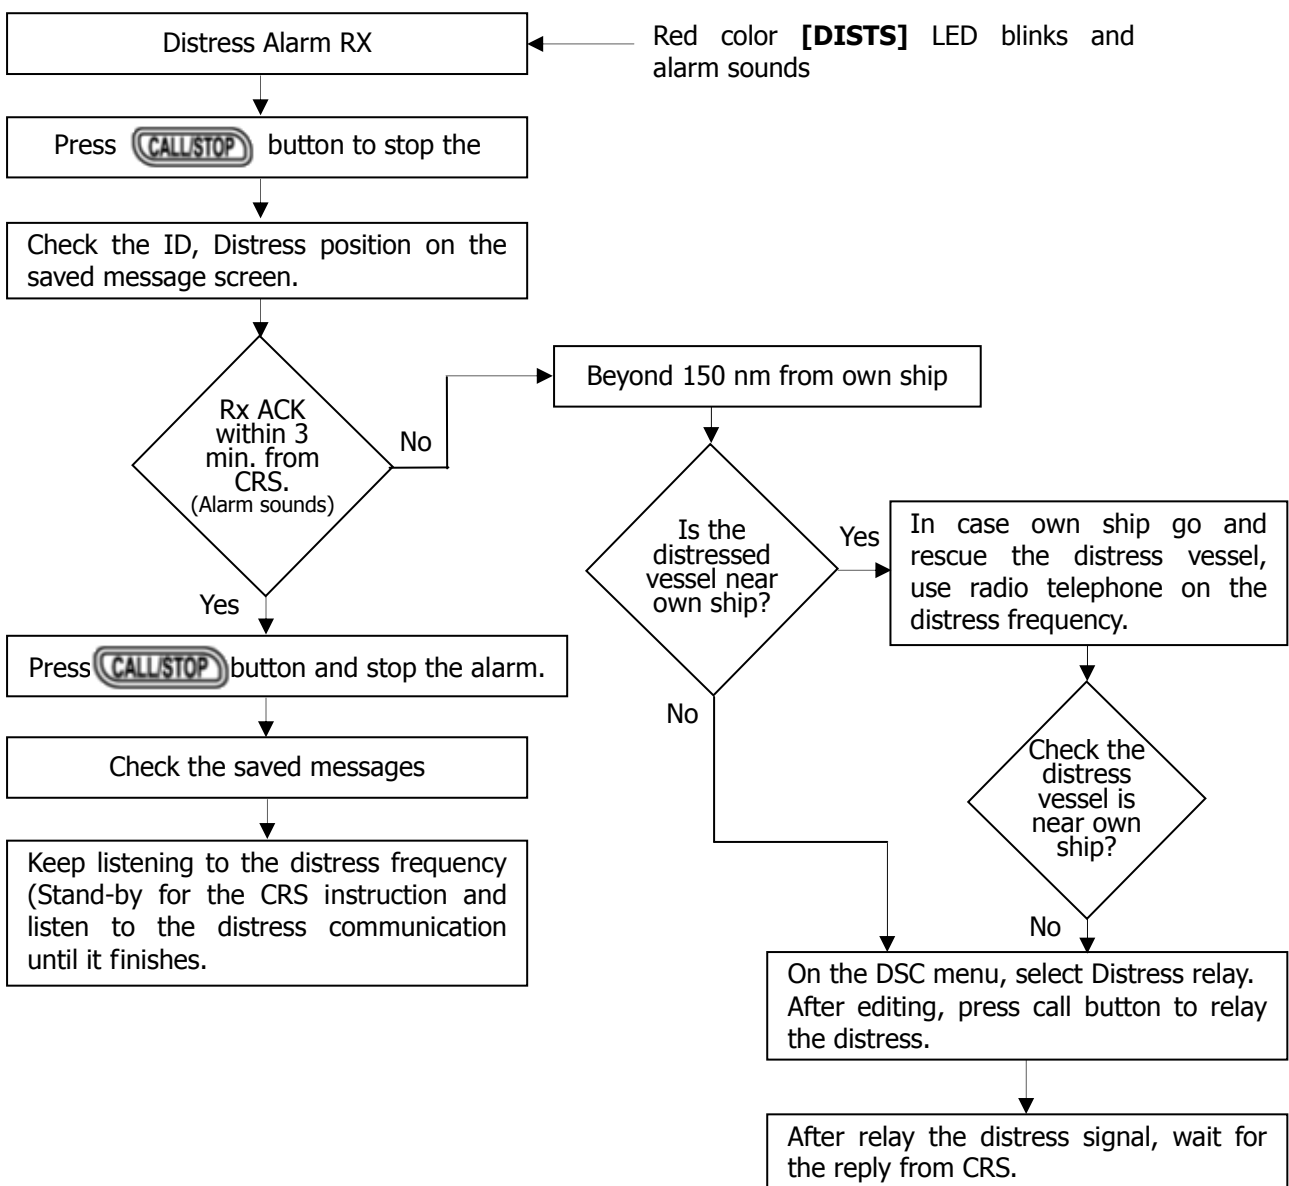 Distress Alarm RX
Red color [DISTS] LED blinks and
alarm sounds
Press CALL/STOP button to stop the
Check the ID, Distress position on the
saved message screen.
Rx ACK
within 3
min. from
CRS.
(Alarm sounds)
No
Yes
Beyond 150 nm from own ship
Is the
distressed
vessel near
own ship?
Yes
No
In case own ship go and
rescue the distress vessel,
use radio telephone on the
distress frequency.
Press CALL/STOP button and stop the alarm.
Check the saved messages
Keep listening to the distress frequency
(Stand-by for the CRS instruction and
listen to the distress communication
until it finishes.
Check the
distress
vessel is
near own
ship?
No
On the DSC menu, select Distress relay.
After editing, press call button to relay
the distress.
After relay the distress signal, wait for
the reply from CRS.